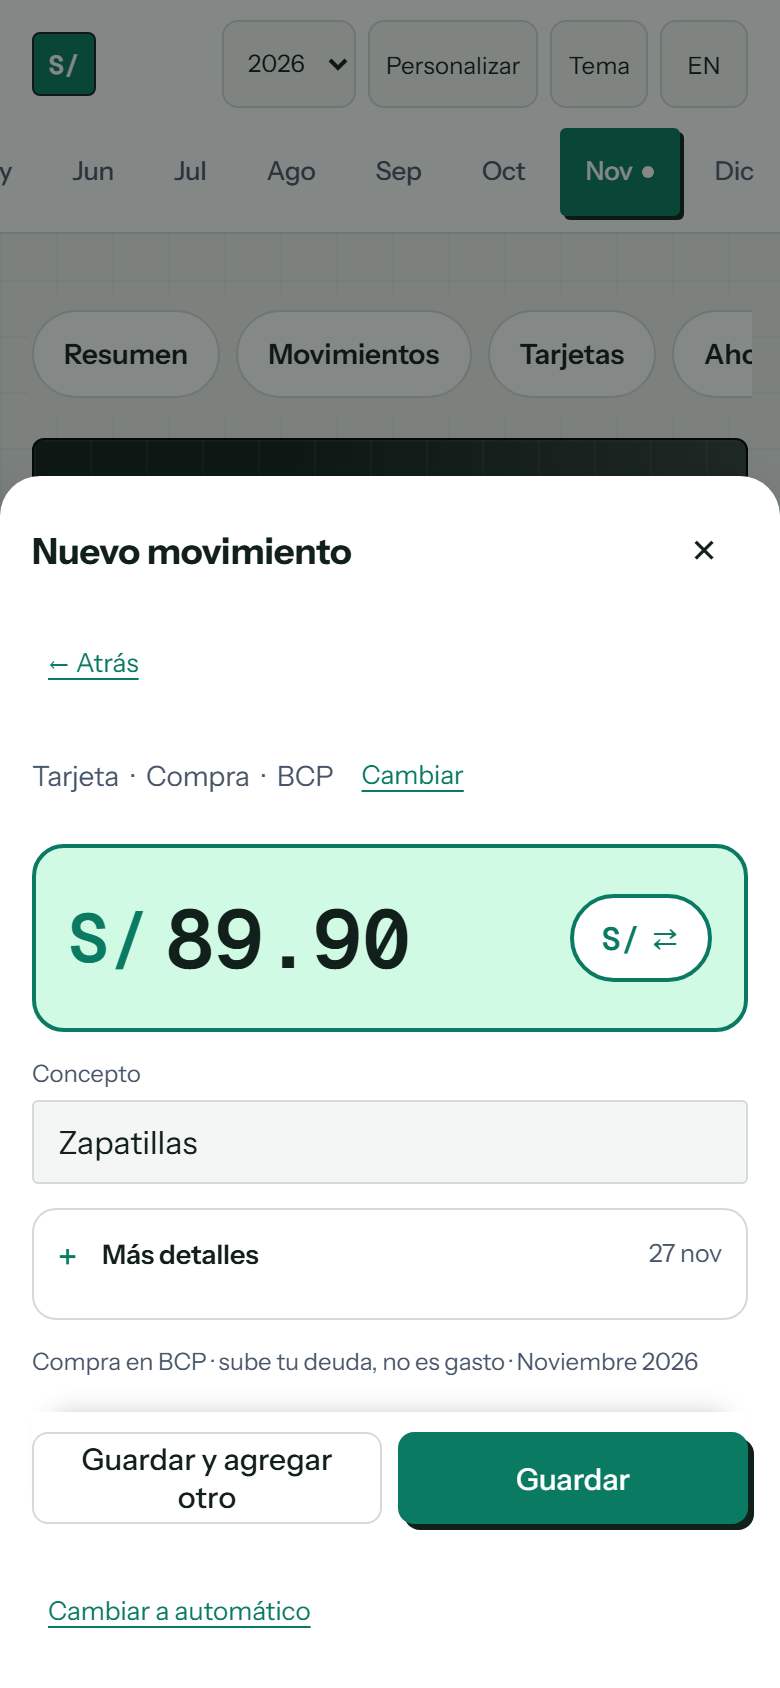 S/
2026
Personalizar
Tema
EN
y
Jun
Jul
Ago
Sep
Oct
Nov
Dic
Resumen
Movimientos
Tarjetas
Aho
Nuevo movimiento
✕
← Atrás
Tarjeta · Compra · BCP
Cambiar
S/ 89.90
S/ ⇄
Concepto
Zapatillas
+ Más detalles
27 nov
Compra en BCP · sube tu deuda, no es gasto · Noviembre 2026
Guardar y agregar
otro
Guardar
Cambiar a automático